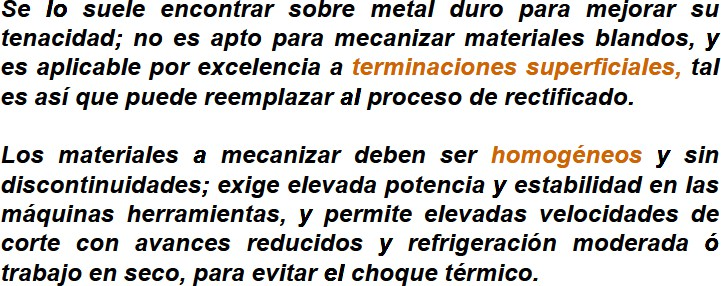 Se lo suele encontrar sobre metal duro para mejorar su
tenacidad; no es apto para mecanizar materiales blandos, y
es aplicable por excelencia a terminaciones superficiales, tal
es así que puede reemplazar al proceso de rectificado.
Los materiales a mecanizar deben ser homogéneos y sin
discontinuidades; exige elevada potencia y estabilidad en las
máquinas herramientas, y permite elevadas velocidades de
corte con avances reducidos y refrigeración moderada ó
trabajo en seco, para evitar el choque térmico.